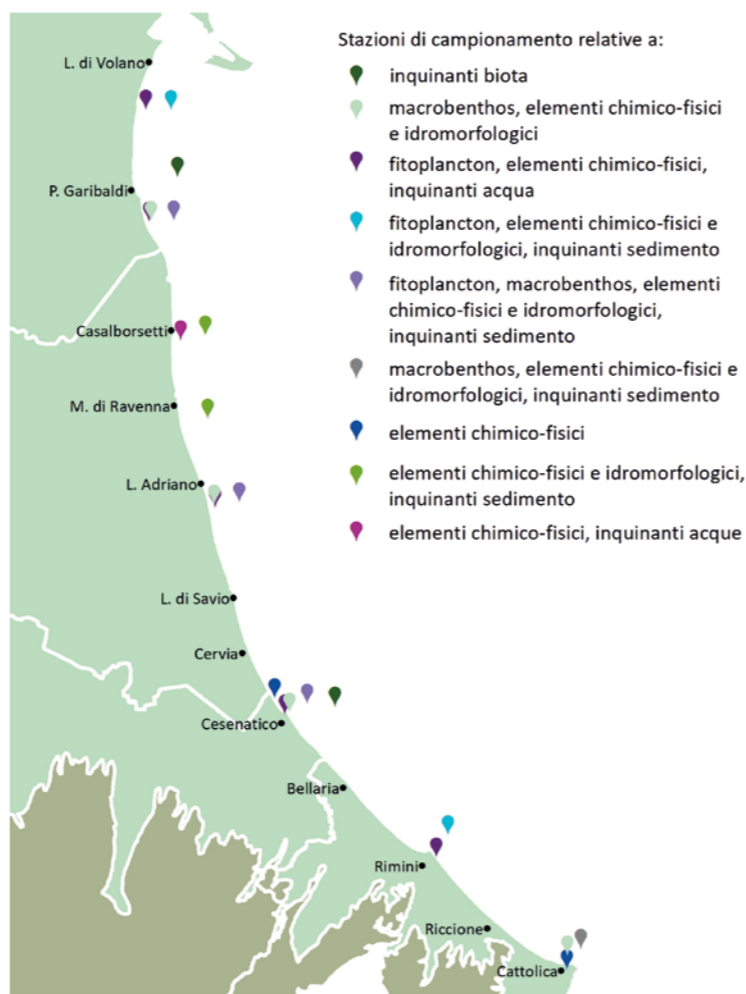 Stazioni di campionamento relative a:
inquinanti biota
macrobenthos, elementi chimico-fisici
e idromorfologici
fitoplancton, elementi chimico-fisici,
inquinanti acqua
fitoplancton, elementi chimico-fisici e
idromorfologici, inquinanti sedimento
fitoplancton, macrobenthos, elementi
chimico-fisici e idromorfologici,
inquinanti sedimento
macrobenthos, elementi chimico-fisici e
idromorfologici, inquinanti sedimento
elementi chimico-fisici
elementi chimico-fisici e idromorfologici,
inquinanti sedimento
elementi chimico-fisici, inquinanti acque
L. di Volano
P. Garibaldi
Casalborsetti
M. di Ravenna
L. Adriano
L. di Savio
Cervia
Cesenatico
Bellaria
Rimini
Riccione
Cattolica